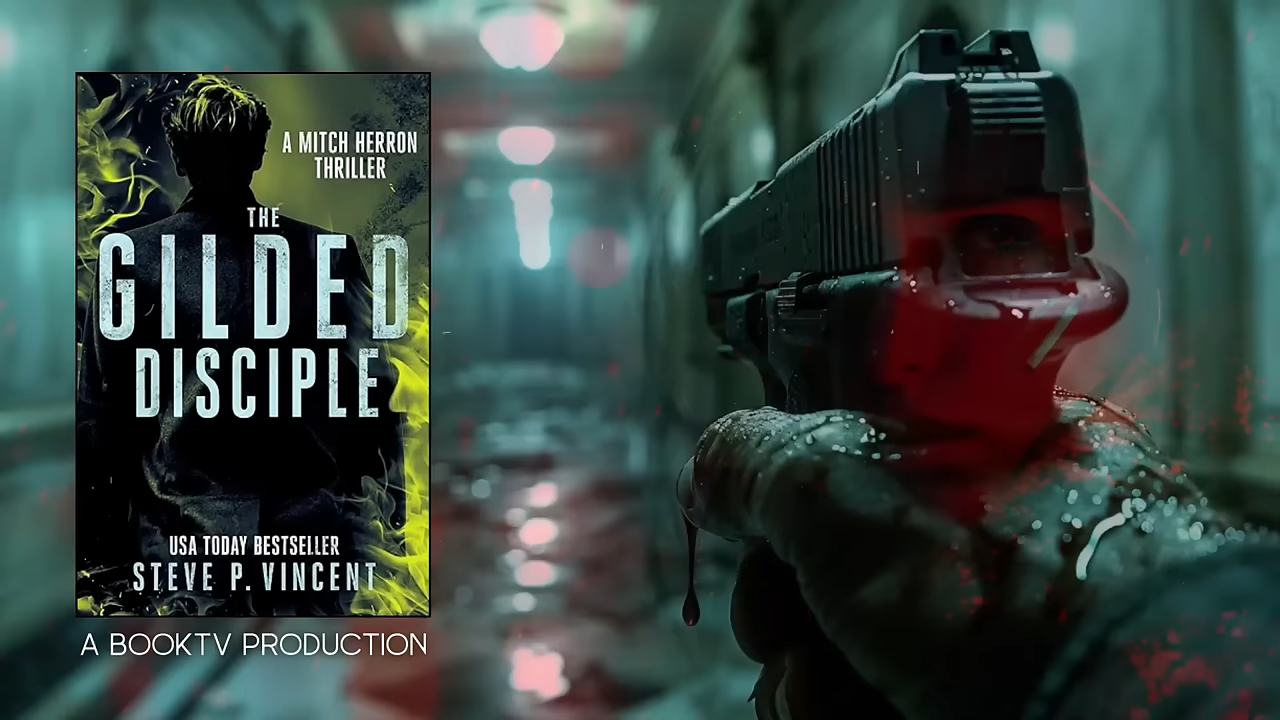 A MITCH HERRON
THRILLER
THE
GILDED
DISCIPLE
USA TODAY BESTSELLER
STEVE P. VINCENT
A BOOKTV PRODUCTION